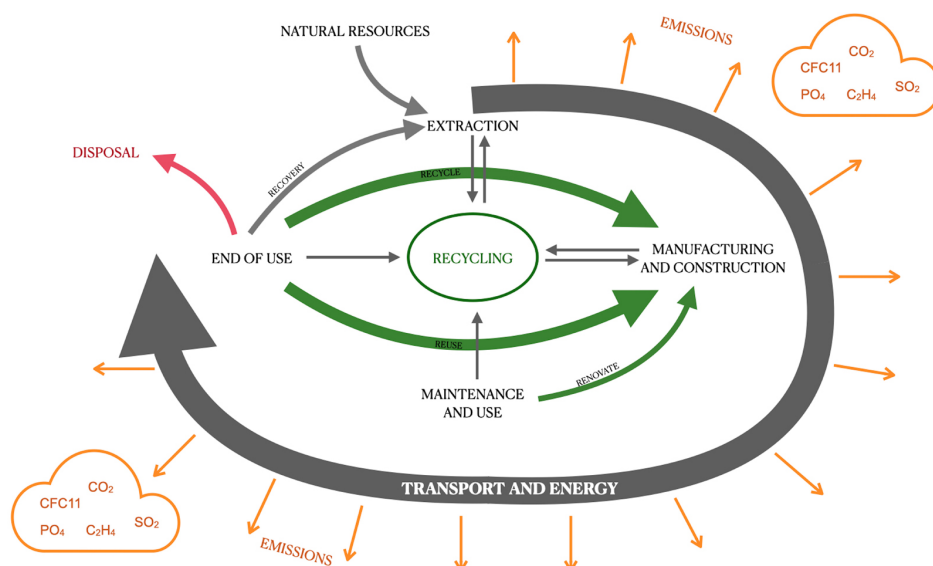 NATURAL RESOURCES
EMISSIONS
CO₂
CFC11
SO₂
PO₄ C₂H₄
EXTRACTION
DISPOSAL
RECOVERY
RECYCLE
END OF USE
RECYCLING
MANUFACTURING
AND CONSTRUCTION
REUSE
RENOVATE
MAINTENANCE
AND USE
TRANSPORT AND ENERGY
CO₂
CFC11
SO₂
PO₄ C₂H₄
EMISSIONS